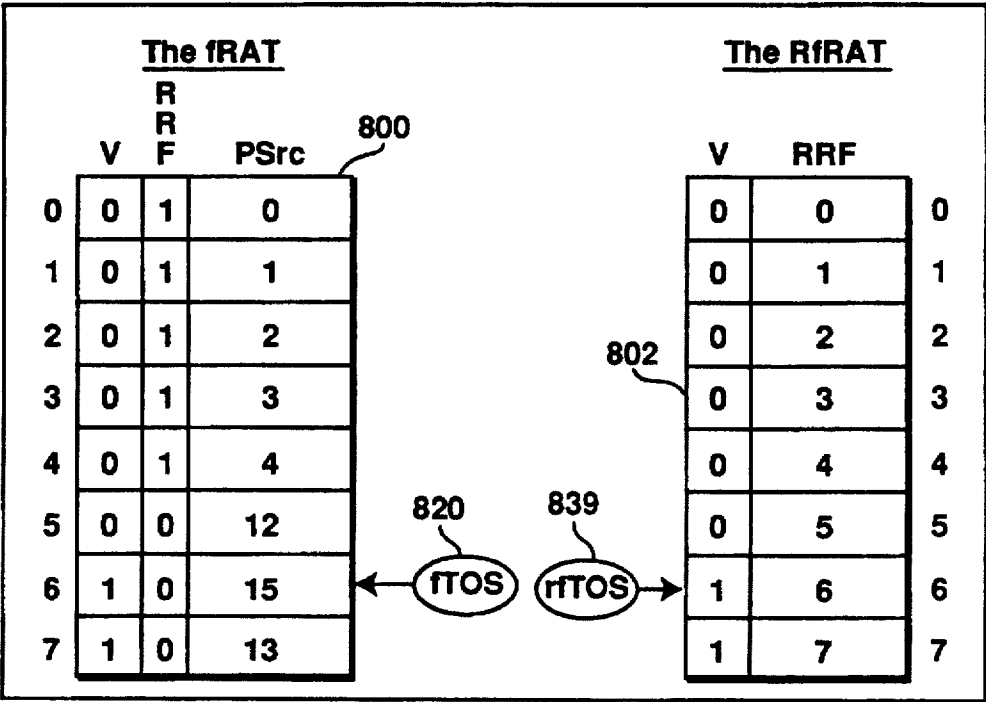 The fRAT
R
R
V F PSrc 800
0 0 1 0
1 0 1 1
2 0 1 2
3 0 1 3
4 0 1 4
5 0 0 12
6 1 0 15
7 1 0 13
820
fTOS
839
rfTOS
The RfRAT
V RRF
0 0 0
0 1 1
0 2 2
802
0 3 3
0 4 4
0 5 5
1 6 6
1 7 7